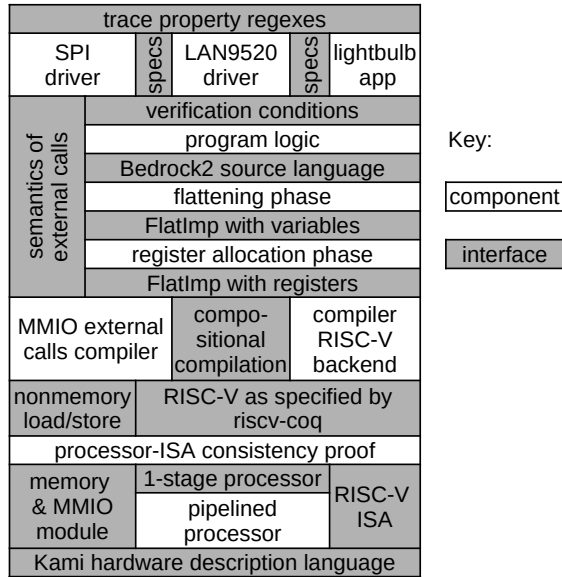 trace property regexes
SPI
driver
specs
LAN9520
driver
specs
lightbulb
app
semantics of
external calls
verification conditions
program logic
Bedrock2 source language
flattening phase
FlatImp with variables
register allocation phase
FlatImp with registers
MMIO external
calls compiler
compo-
sitional
compilation
compiler
RISC-V
backend
nonmemory
load/store
RISC-V as specified by
riscv-coq
processor-ISA consistency proof
memory
& MMIO
module
1-stage processor
pipelined
processor
RISC-V
ISA
Kami hardware description language
Key:
component
interface